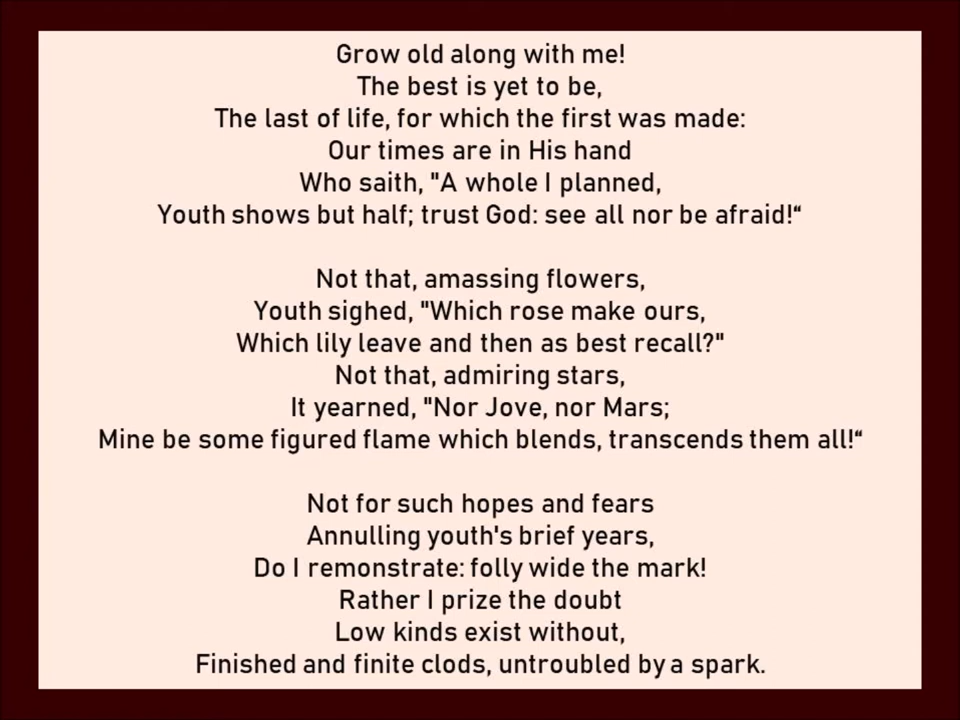 Grow old along with me!
The best is yet to be,
The last of life, for which the first was made:
Our times are in His hand
Who saith, "A whole I planned,
Youth shows but half; trust God: see all nor be afraid!“
Not that, amassing flowers,
Youth sighed, "Which rose make ours,
Which lily leave and then as best recall?"
Not that, admiring stars,
It yearned, "Nor Jove, nor Mars;
Mine be some figured flame which blends, transcends them all!“
Not for such hopes and fears
Annulling youth's brief years,
Do I remonstrate: folly wide the mark!
Rather I prize the doubt
Low kinds exist without,
Finished and finite clods, untroubled by a spark.